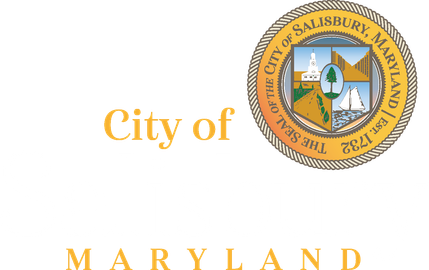 City of
THE SEAL OF THE CITY OF SALISBURY, MARYLAND | EST. 1732
MARYLAND